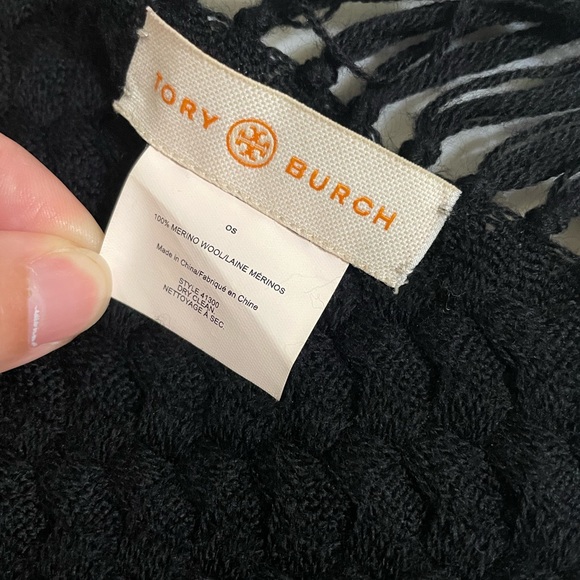 TORY BURCH
OS
100% MERINO WOOL/LAINE MÉRINOS
Made in China/Fabriqué en Chine
STYLE 41300
DRY CLEAN
NETTOYAGE À SEC